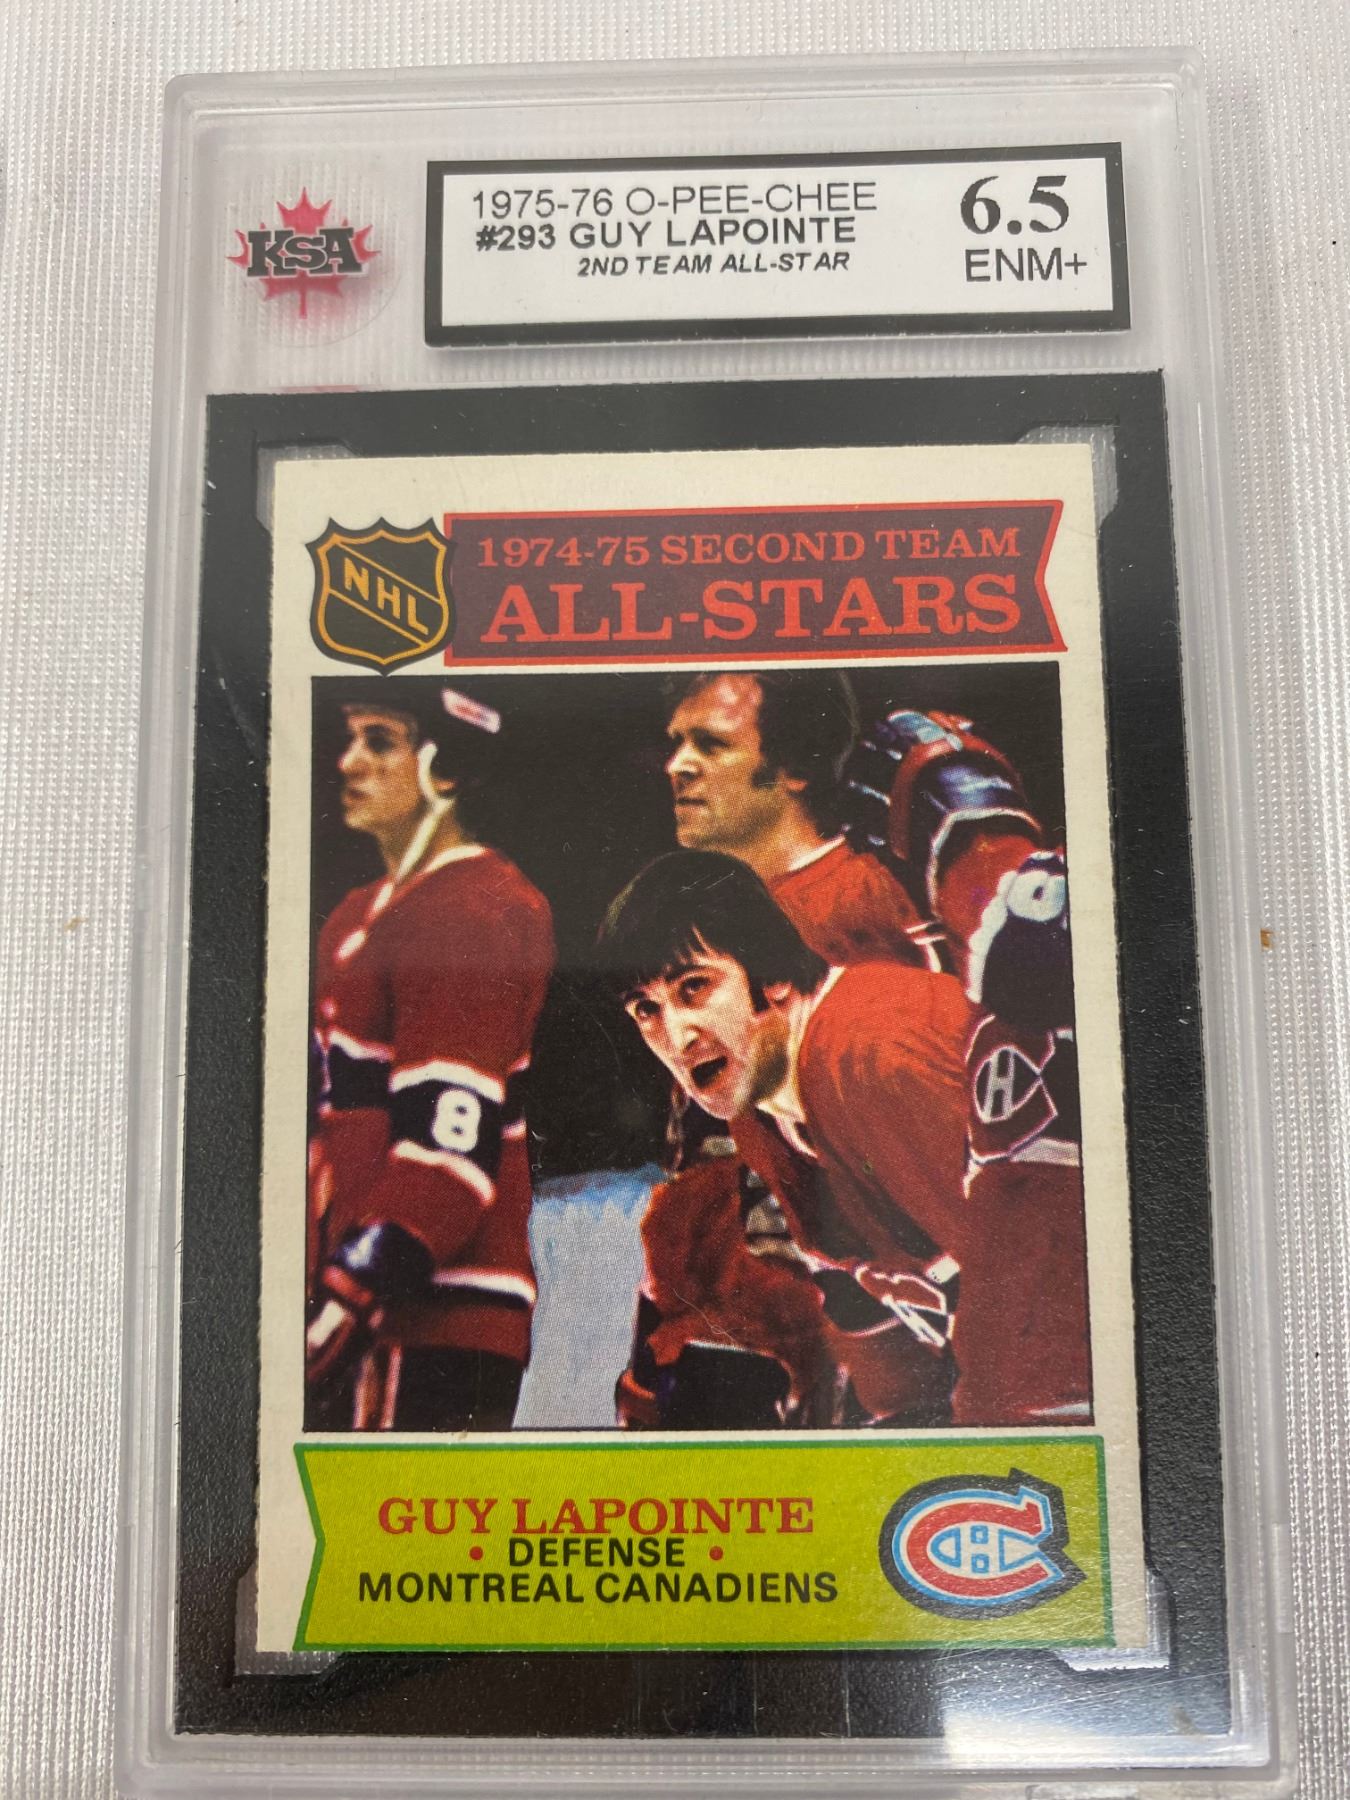 KSA
1975-76 O-PEE-CHEE
#293 GUY LAPOINTE
2ND TEAM ALL-STAR
6.5
ENM+
NHL
1974-75 SECOND TEAM
ALL-STARS
8
H
GUY LAPOINTE
• DEFENSE •
MONTREAL CANADIENS
CH